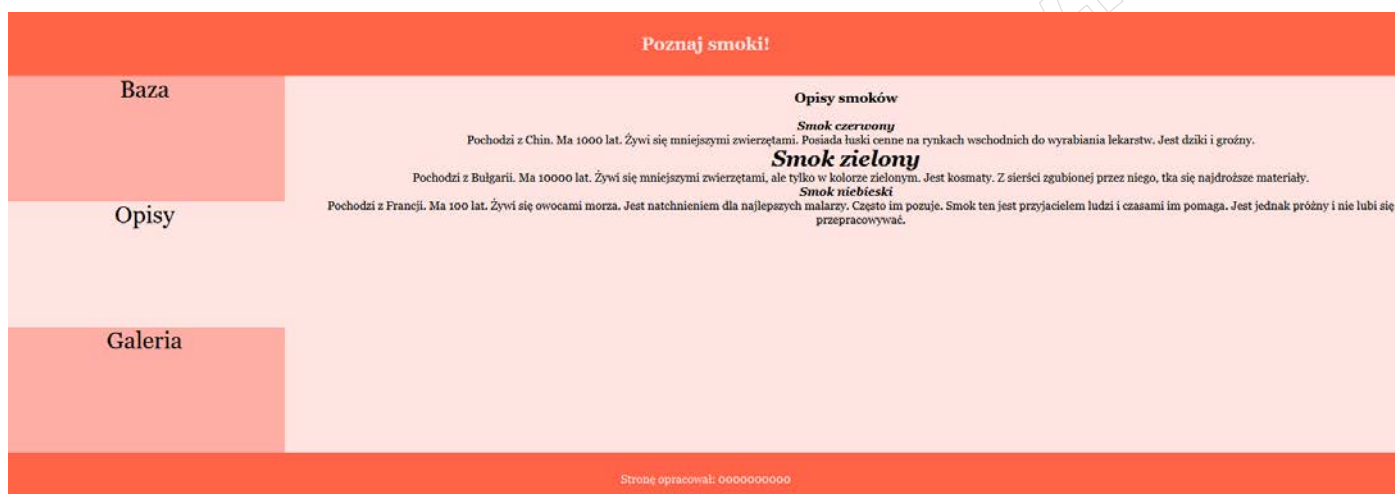 Poznaj smoki!
Baza
Opisy
Galeria
Opisy smoków
Smok czerwony
Pochodzi z Chin. Ma 1000 lat. Żywi się mniejszymi zwierzętami. Posiada łuski cenne na rynkach wschodnich do wyrabiania lekarstw. Jest dziki i groźny.
Smok zielony
Pochodzi z Bułgarii. Ma 10000 lat. Żywi się mniejszymi zwierzętami, ale tylko w kolorze zielonym. Jest kosmaty. Z sierści zgubionej przez niego, tka się najdroższe materiały.
Smok niebieski
Pochodzi z Francji. Ma 100 lat. Żywi się owocami morza. Jest natchnieniem dla najlepszych malarzy. Często im pozuje. Smok ten jest przyjacielem ludzi i czasami im pomaga. Jest jednak próżny i nie lubi się
przepracowywać.
Stronę opracował: 0000000000